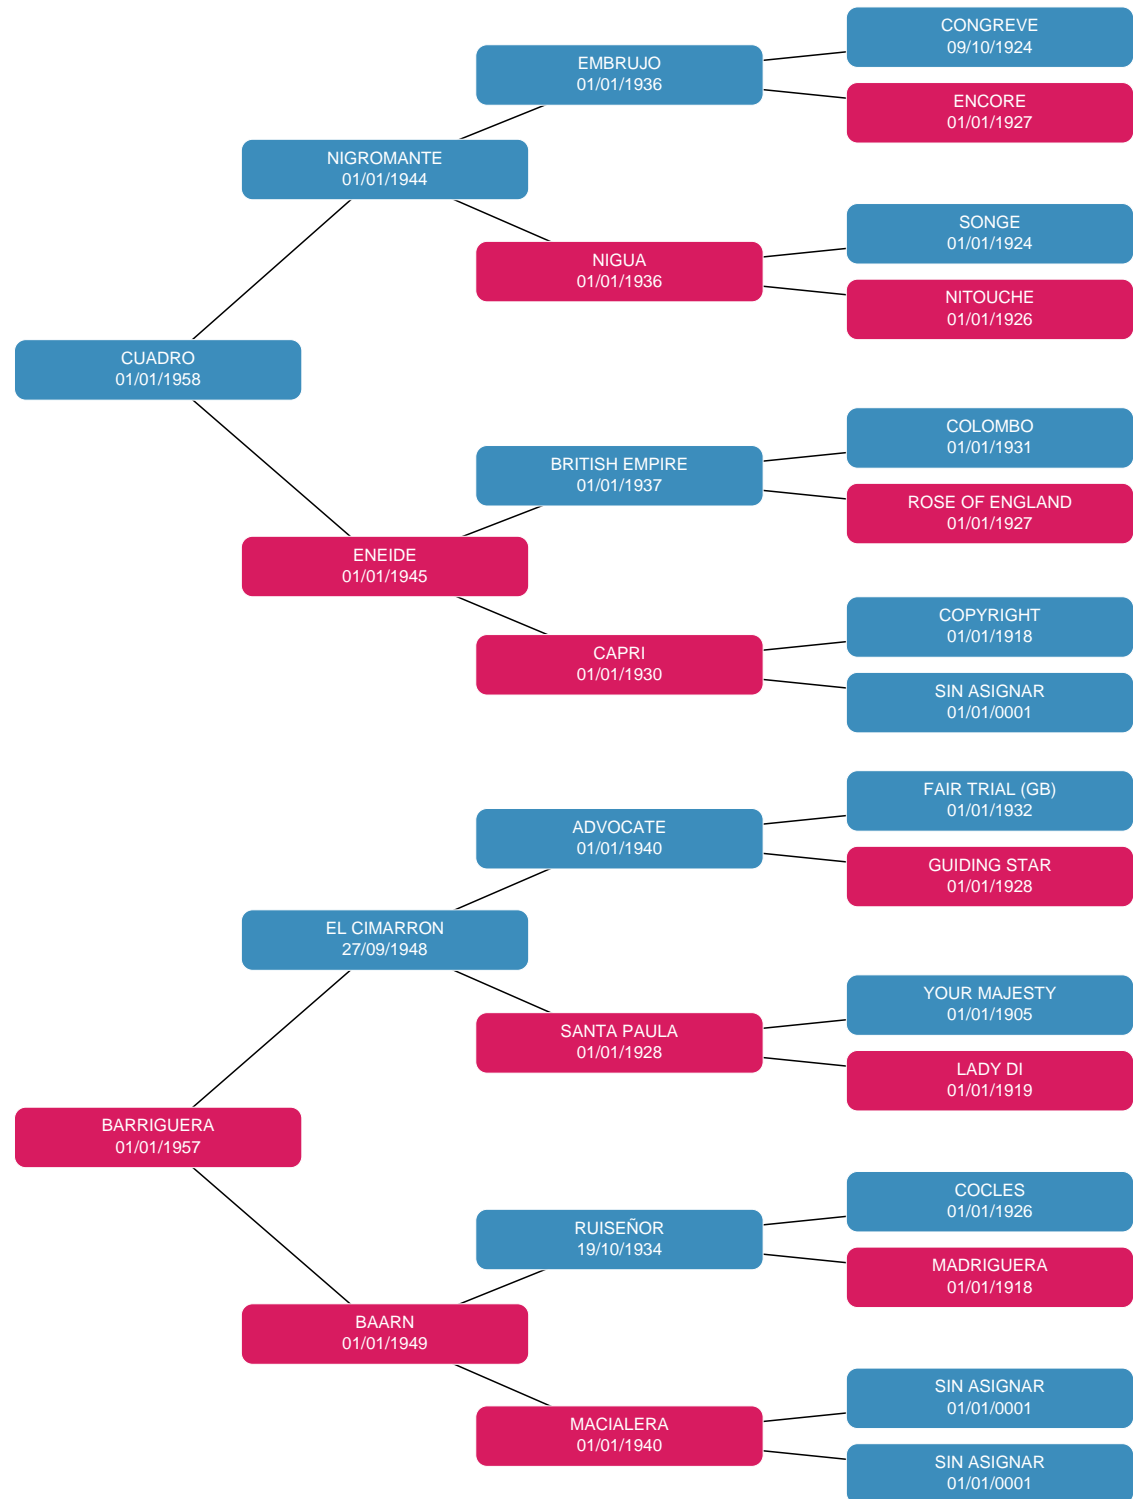 CONGREVE
09/10/1924
EMBRUJO
01/01/1936
ENCORE
01/01/1927
NIGROMANTE
01/01/1944
SONGE
01/01/1924
NIGUA
01/01/1936
NITOUCHE
01/01/1926
CUADRO
01/01/1958
COLOMBO
01/01/1931
BRITISH EMPIRE
01/01/1937
ROSE OF ENGLAND
01/01/1927
ENEIDE
01/01/1945
COPYRIGHT
01/01/1918
CAPRI
01/01/1930
SIN ASIGNAR
01/01/0001
FAIR TRIAL (GB)
01/01/1932
ADVOCATE
01/01/1940
GUIDING STAR
01/01/1928
EL CIMARRON
27/09/1948
YOUR MAJESTY
01/01/1905
SANTA PAULA
01/01/1928
LADY DI
01/01/1919
BARRIGUERA
01/01/1957
COCLES
01/01/1926
RUISEÑOR
19/10/1934
MADRIGUERA
01/01/1918
BAARN
01/01/1949
SIN ASIGNAR
01/01/0001
MACIALERA
01/01/1940
SIN ASIGNAR
01/01/0001